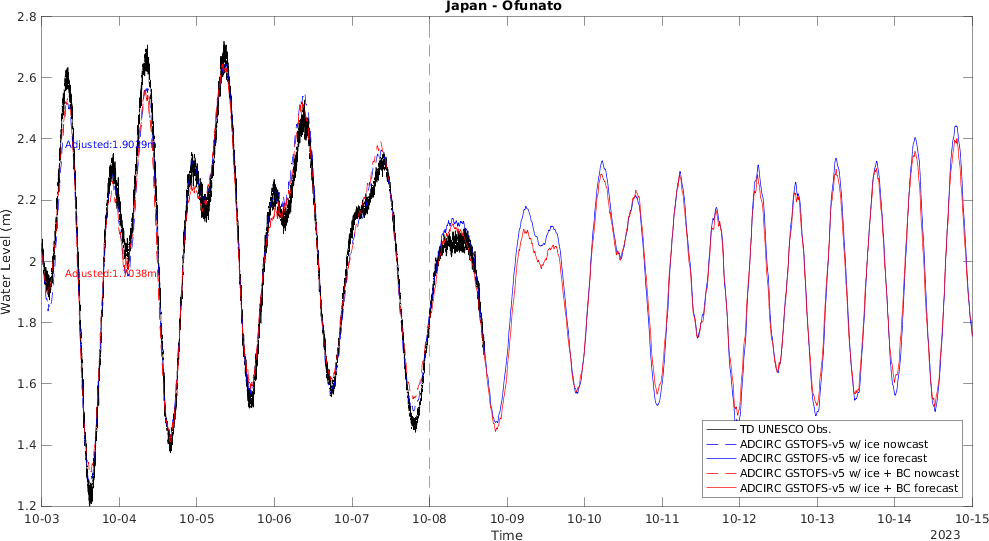 Japan - Ofunato
Water Level (m)
2.8
2.6
2.4
2.2
2
1.8
1.6
1.4
1.2
Adjusted:1.9039m
Adjusted:1.1038m
TD UNESCO Obs.
ADCIRC GSTOFS-v5 w/ ice nowcast
ADCIRC GSTOFS-v5 w/ ice forecast
ADCIRC GSTOFS-v5 w/ ice + BC nowcast
ADCIRC GSTOFS-v5 w/ ice + BC forecast
10-03 10-04 10-05 10-06 10-07 10-08 10-09 10-10 10-11 10-12 10-13 10-14 10-15
Time
2023